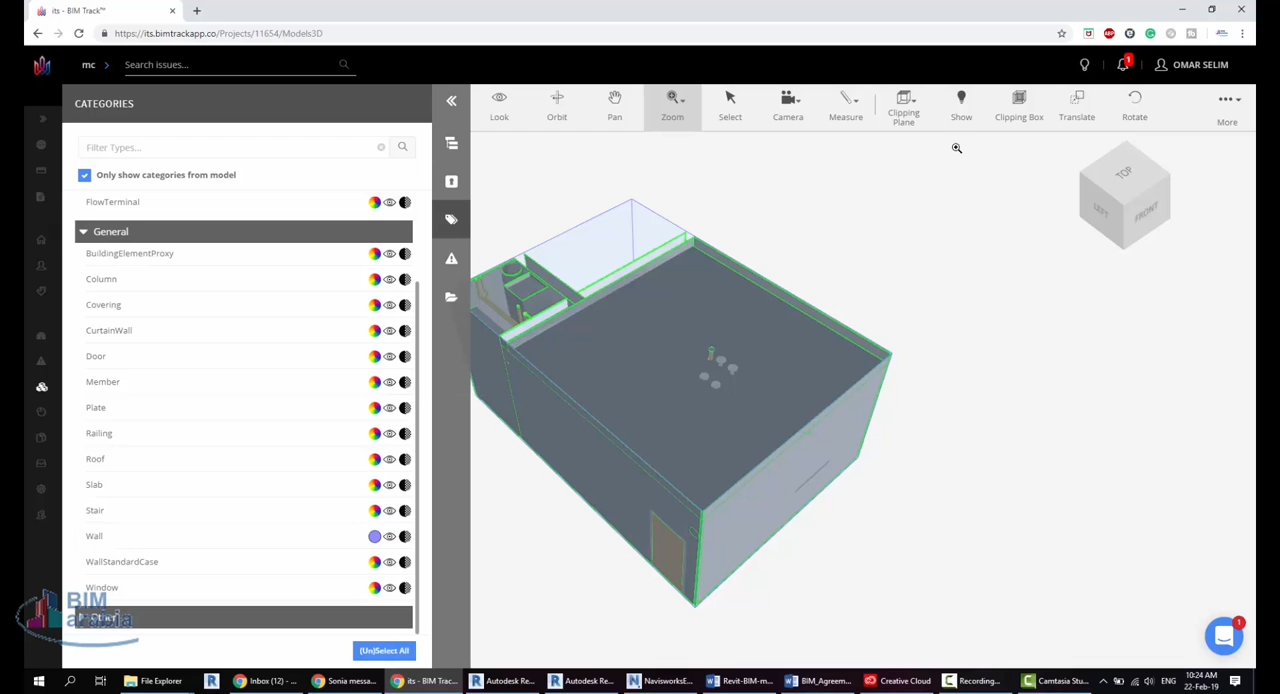 its - BIM Track™
https://its.bimtrackapp.co/Projects/11654/Models3D
mc > Search issues... 1 OMAR SELIM
CATEGORIES
Look Orbit Pan Zoom Select Camera Measure Clipping Plane Show Clipping Box Translate Rotate More
Filter Types...
Only show categories from model
TOP
LEFT FRONT
FlowTerminal
General
BuildingElementProxy
Column
Covering
CurtainWall
Door
Member
Plate
Railing
Roof
Slab
Stair
Wall
WallStandardCase
Window
BIM
arabia
(Un)Select All
1
File Explorer Inbox (12) - ... Sonia messa... its - BIM Trac... Autodesk Re... Autodesk Re... NavisworksE... Revit-BIM-m... BIM_Agreem... Creative Cloud Recording... Camtasia Stu... ENG 10:24 AM
22-Feb-19